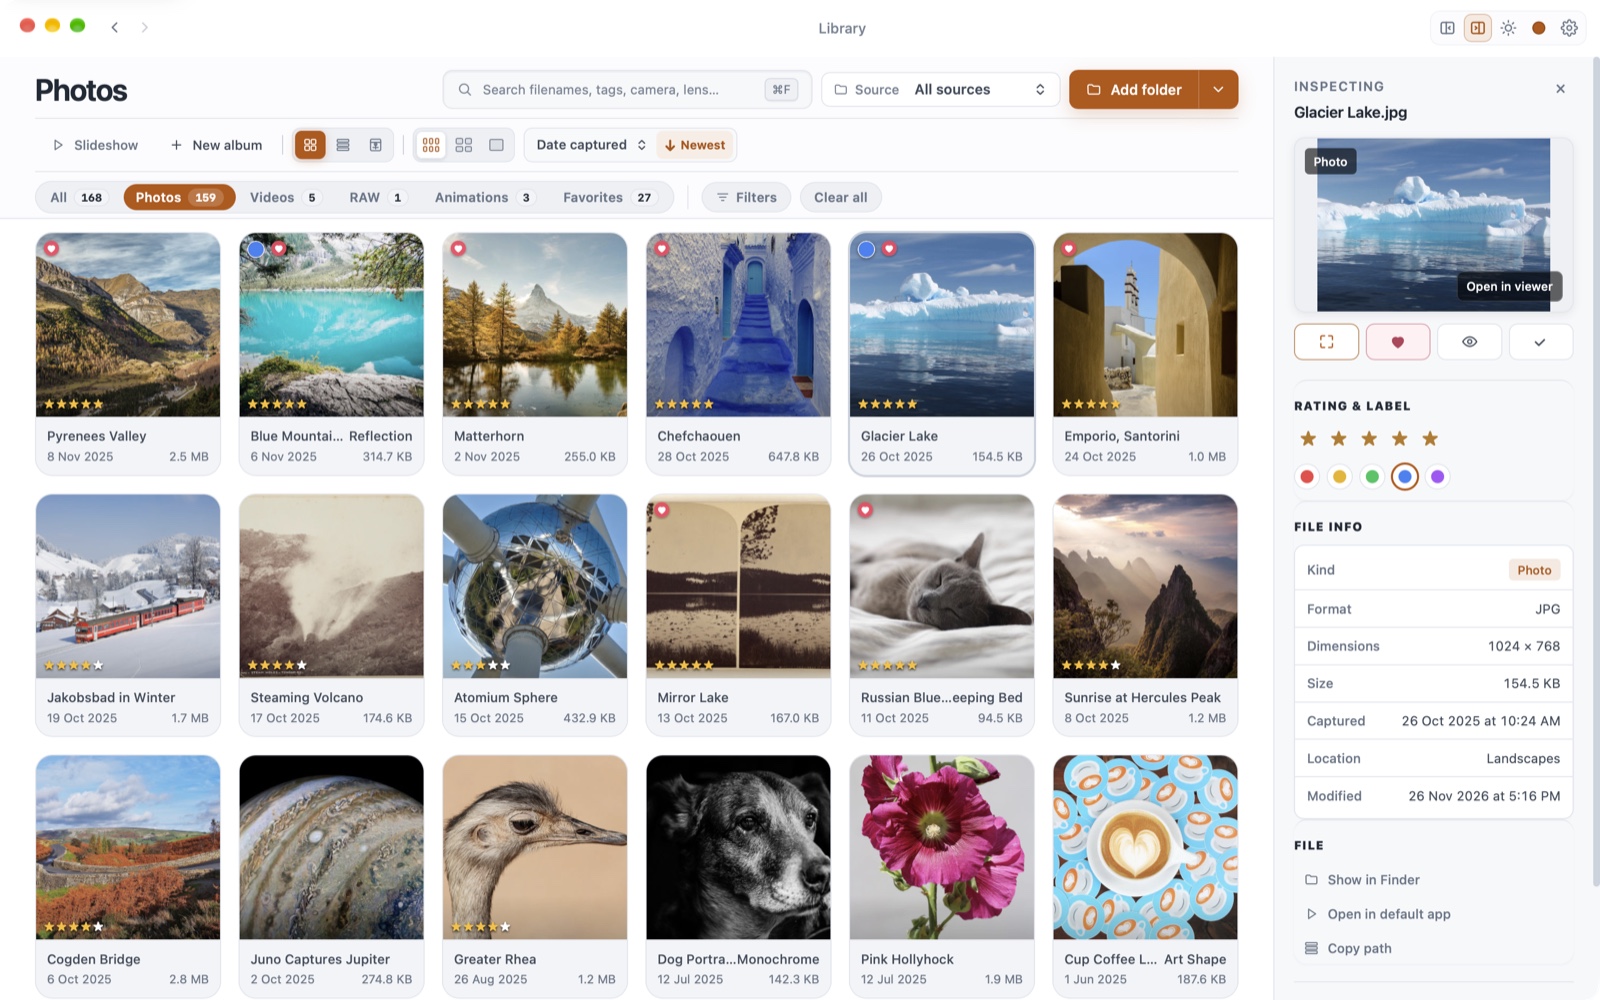 Library
Photos
Search filenames, tags, camera, lens...
⌘F
Source All sources
Add folder
Slideshow
New album
Date captured
Newest
All 168
Photos 159
Videos 5
RAW 1
Animations 3
Favorites 27
Filters
Clear all
Pyrenees Valley
8 Nov 2025 2.5 MB
Blue Mountai... Reflection
6 Nov 2025 314.7 KB
Matterhorn
2 Nov 2025 255.0 KB
Chefchaouen
28 Oct 2025 647.8 KB
Glacier Lake
26 Oct 2025 154.5 KB
Emporio, Santorini
24 Oct 2025 1.0 MB
Jakobsbad in Winter
19 Oct 2025 1.7 MB
Steaming Volcano
17 Oct 2025 174.6 KB
Atomium Sphere
15 Oct 2025 432.9 KB
Mirror Lake
13 Oct 2025 167.0 KB
Russian Blue...eeping Bed
11 Oct 2025 94.5 KB
Sunrise at Hercules Peak
8 Oct 2025 1.2 MB
Cogden Bridge
6 Oct 2025 2.8 MB
Juno Captures Jupiter
2 Oct 2025 274.8 KB
Greater Rhea
26 Aug 2025 1.2 MB
Dog Portra...Monochrome
12 Jul 2025 142.3 KB
Pink Hollyhock
12 Jul 2025 1.9 MB
Cup Coffee L... Art Shape
1 Jun 2025 187.6 KB
INSPECTING
Glacier Lake.jpg
Photo
Open in viewer
RATING & LABEL
FILE INFO
Kind Photo
Format JPG
Dimensions 1024 × 768
Size 154.5 KB
Captured 26 Oct 2025 at 10:24 AM
Location Landscapes
Modified 26 Nov 2026 at 5:16 PM
FILE
Show in Finder
Open in default app
Copy path